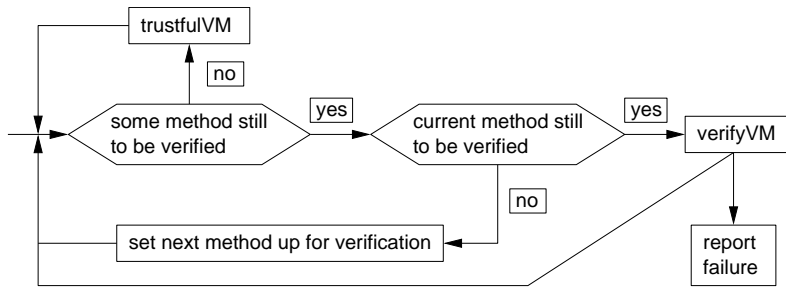 trustfulVM
no
yes
yes
some method still
to be verified
current method still
to be verified
verifyVM
no
set next method up for verification
report
failure